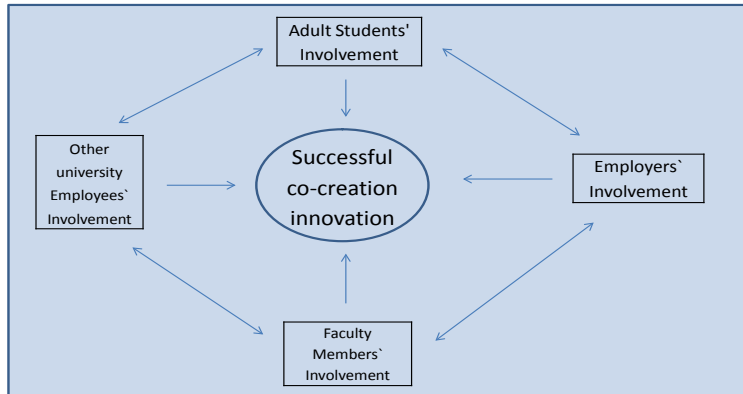 Adult Students'
Involvement
Other
university
Employees`
Involvement
Successful
co-creation
innovation
Employers`
Involvement
Faculty
Members`
Involvement